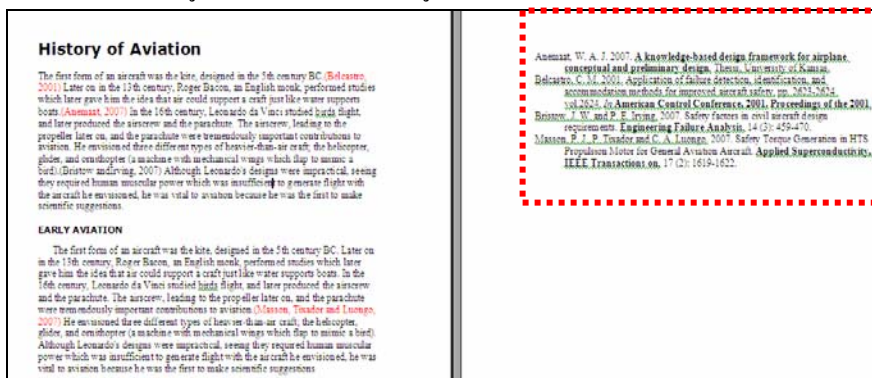 History of Aviation
The first form of an aircraft was the kite, designed in the 5th century BC.(Belcastro,
2001) Later on in the 13th century, Roger Bacon, an English monk, performed studies
which later gave him the idea that air could support a craft just like water supports
boats.(Anemaat, 2007) In the 16th century, Leonardo da Vinci studied birds flight,
and later produced the airscrew and the parachute. The airscrew, leading to the
propeller later on, and the parachute were tremendously important contributions to
aviation. He envisioned three different types of heavier-than-air craft; the helicopter,
glider, and ornithopter (a machine with mechanical wings which flap to mimic a
bird).(Bristow andIrving, 2007) Although Leonardo's designs were impractical, seeing
they required human muscular power which was insufficient to generate flight with
the aircraft he envisioned, he was vital to aviation because he was the first to make
scientific suggestions.
EARLY AVIATION
The first form of an aircraft was the kite, designed in the 5th century BC. Later on
in the 13th century, Roger Bacon, an English monk, performed studies which later
gave him the idea that air could support a craft just like water supports boats. In the
16th century, Leonardo da Vinci studied birds flight, and later produced the airscrew
and the parachute. The airscrew, leading to the propeller later on, and the parachute
were tremendously important contributions to aviation.(Masson, Tixador and Luongo,
2007) He envisioned three different types of heavier-than-air craft; the helicopter,
glider, and ornithopter (a machine with mechanical wings which flap to mimic a bird).
Although Leonardo's designs were impractical, seeing they required human muscular
power which was insufficient to generate flight with the aircraft he envisioned, he was
vital to aviation because he was the first to make scientific suggestions.
Anemaat, W. A. J. 2007. A knowledge-based design framework for airplane
conceptual and preliminary design, Thesis, University of Kansas.
Belcastro, C. M. 2001. Application of failure detection, identification, and
accommodation methods for improved aircraft safety, pp. 2623-2624
vol.2624. In American Control Conference, 2001. Proceedings of the 2001.
Bristow, J. W. and P. E. Irving. 2007. Safety factors in civil aircraft design
requirements. Engineering Failure Analysis, 14 (3): 459-470.
Masson, P. J., P. Tixador and C. A. Luongo. 2007. Safety Torque Generation in HTS
Propulsion Motor for General Aviation Aircraft. Applied Superconductivity,
IEEE Transactions on, 17 (2): 1619-1622.